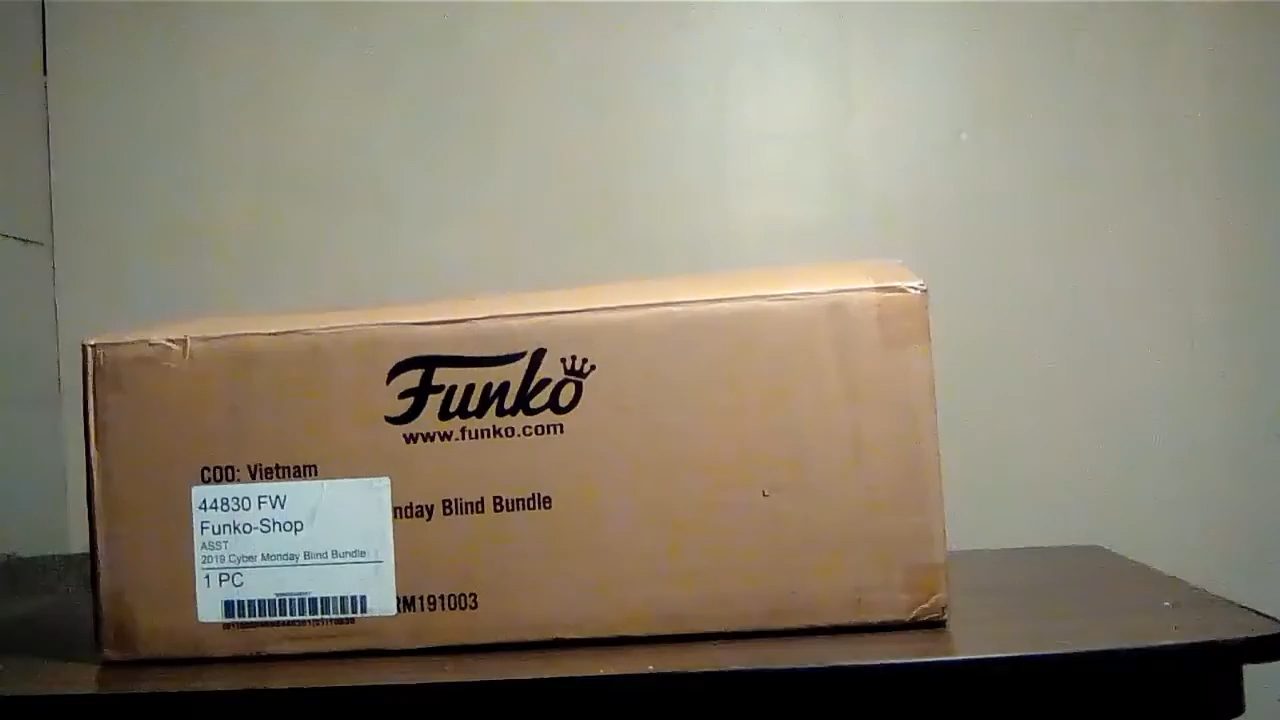 Funko
www.funko.com
COO: Vietnam
nday Blind Bundle
44830 FW
Funko-Shop
ASST
2019 Cyber Monday Blind Bundle
1 PC
RM191003